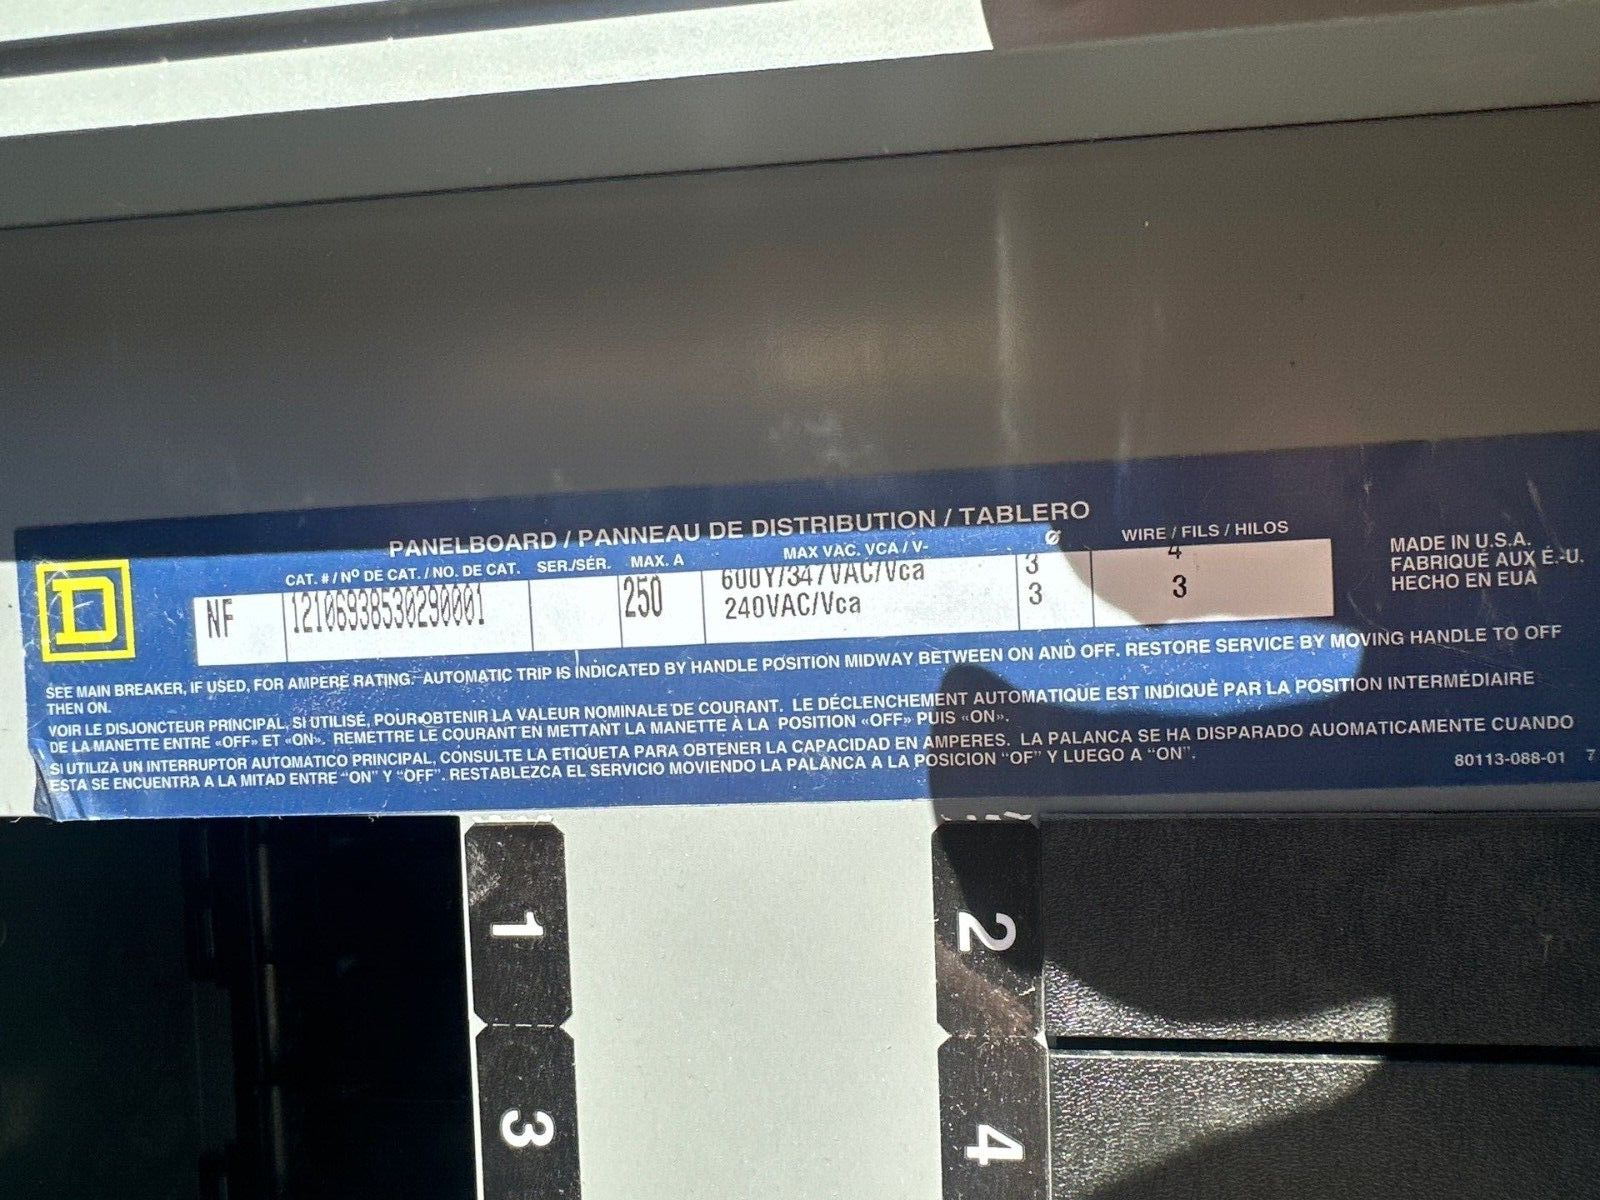 PANELBOARD / PANNEAU DE DISTRIBUTION / TABLERO
CAT. # / Nº DE CAT. / NO. DE CAT. SER./SÉR. MAX. A MAX VAC. VCA / V~ Ø WIRE / FILS / HILOS
NF 12106938530290001 250 600Y/347VAC/Vca 3 4
240VAC/Vca 3 3
MADE IN U.S.A.
FABRIQUÉ AUX É.-U.
HECHO EN EUA
D
SEE MAIN BREAKER, IF USED, FOR AMPERE RATING. AUTOMATIC TRIP IS INDICATED BY HANDLE POSITION MIDWAY BETWEEN ON AND OFF. RESTORE SERVICE BY MOVING HANDLE TO OFF
THEN ON.
VOIR LE DISJONCTEUR PRINCIPAL, SI UTILISÉ, POUR OBTENIR LA VALEUR NOMINALE DE COURANT. LE DÉCLENCHEMENT AUTOMATIQUE EST INDIQUÉ PAR LA POSITION INTERMÉDIAIRE
DE LA MANETTE ENTRE «OFF» ET «ON». REMETTRE LE COURANT EN METTANT LA MANETTE À LA POSITION «OFF» PUIS «ON».
SI UTILIZA UN INTERRUPTOR AUTOMATICO PRINCIPAL, CONSULTE LA ETIQUETA PARA OBTENER LA CAPACIDAD EN AMPERES. LA PALANCA SE HA DISPARADO AUOMATICAMENTE CUANDO
ESTA SE ENCUENTRA A LA MITAD ENTRE "ON" Y "OFF". RESTABLEZCA EL SERVICIO MOVIENDO LA PALANCA A LA POSICION "OF" Y LUEGO A "ON".
80113-088-01 7
1 2
3 4